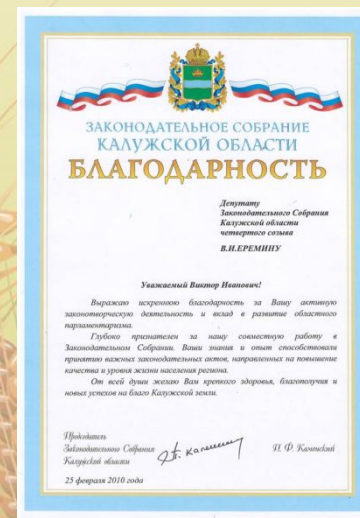 ЗАКОНОДАТЕЛЬНОЕ СОБРАНИЕ
КАЛУЖСКОЙ ОБЛАСТИ
БЛАГОДАРНОСТЬ
Депутату
Законодательного Собрания
Калужской области
четвертого созыва
В.И.ЕРЕМИНУ
Уважаемый Виктор Иванович!
Выражаю искреннюю благодарность за Вашу активную
законотворческую деятельность и вклад в развитие областного
парламентаризма.
Глубоко признателен за нашу совместную работу в
Законодательном Собрании. Ваши знания и опыт способствовали
принятию важных законодательных актов, направленных на повышение
качества и уровня жизни населения региона.
От всей души желаю Вам крепкого здоровья, благополучия и
новых успехов на благо Калужской земли.
Председатель
Законодательного Собрания
Калужской области
П. Ф. Каменский
25 февраля 2010 года